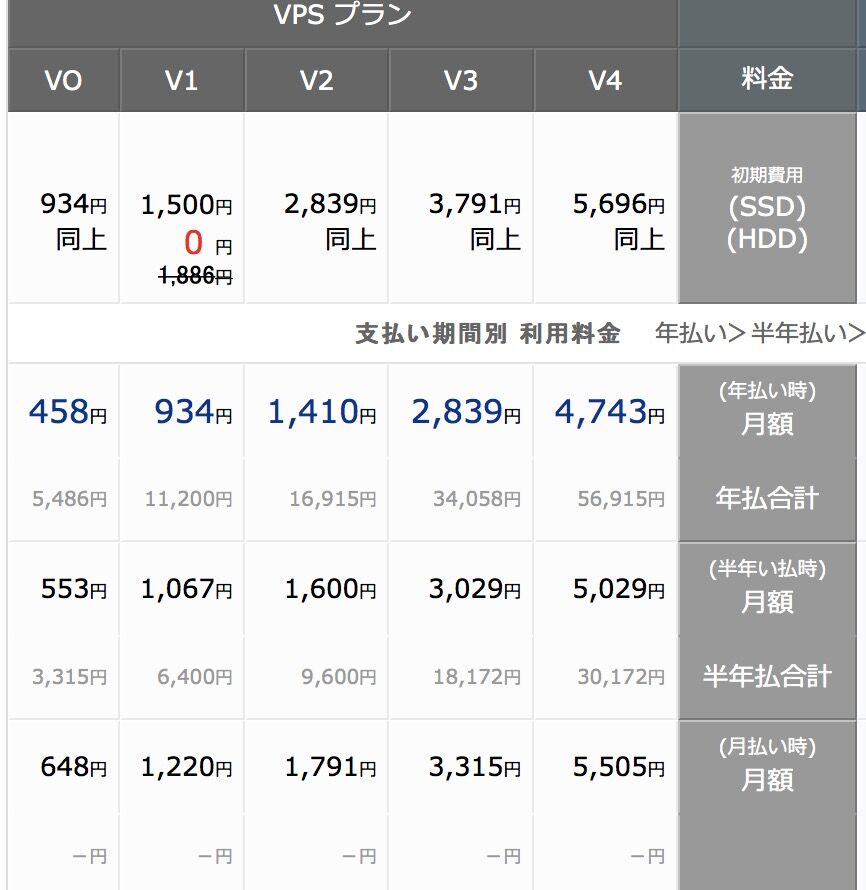 VPS プラン
VO V1 V2 V3 V4 料金
初期費用
934円 1,500円 2,839円 3,791円 5,696円 (SSD)
同上 0 円 同上 同上 同上 (HDD)
1,886円
支払い期間別 利用料金 年払い＞半年払い＞
(年払い時)
458円 934円 1,410円 2,839円 4,743円 月額
5,486円 11,200円 16,915円 34,058円 56,915円 年払合計
(半年い払時)
553円 1,067円 1,600円 3,029円 5,029円 月額
3,315円 6,400円 9,600円 18,172円 30,172円 半年払合計
(月払い時)
648円 1,220円 1,791円 3,315円 5,505円 月額
－円 －円 －円 －円 －円